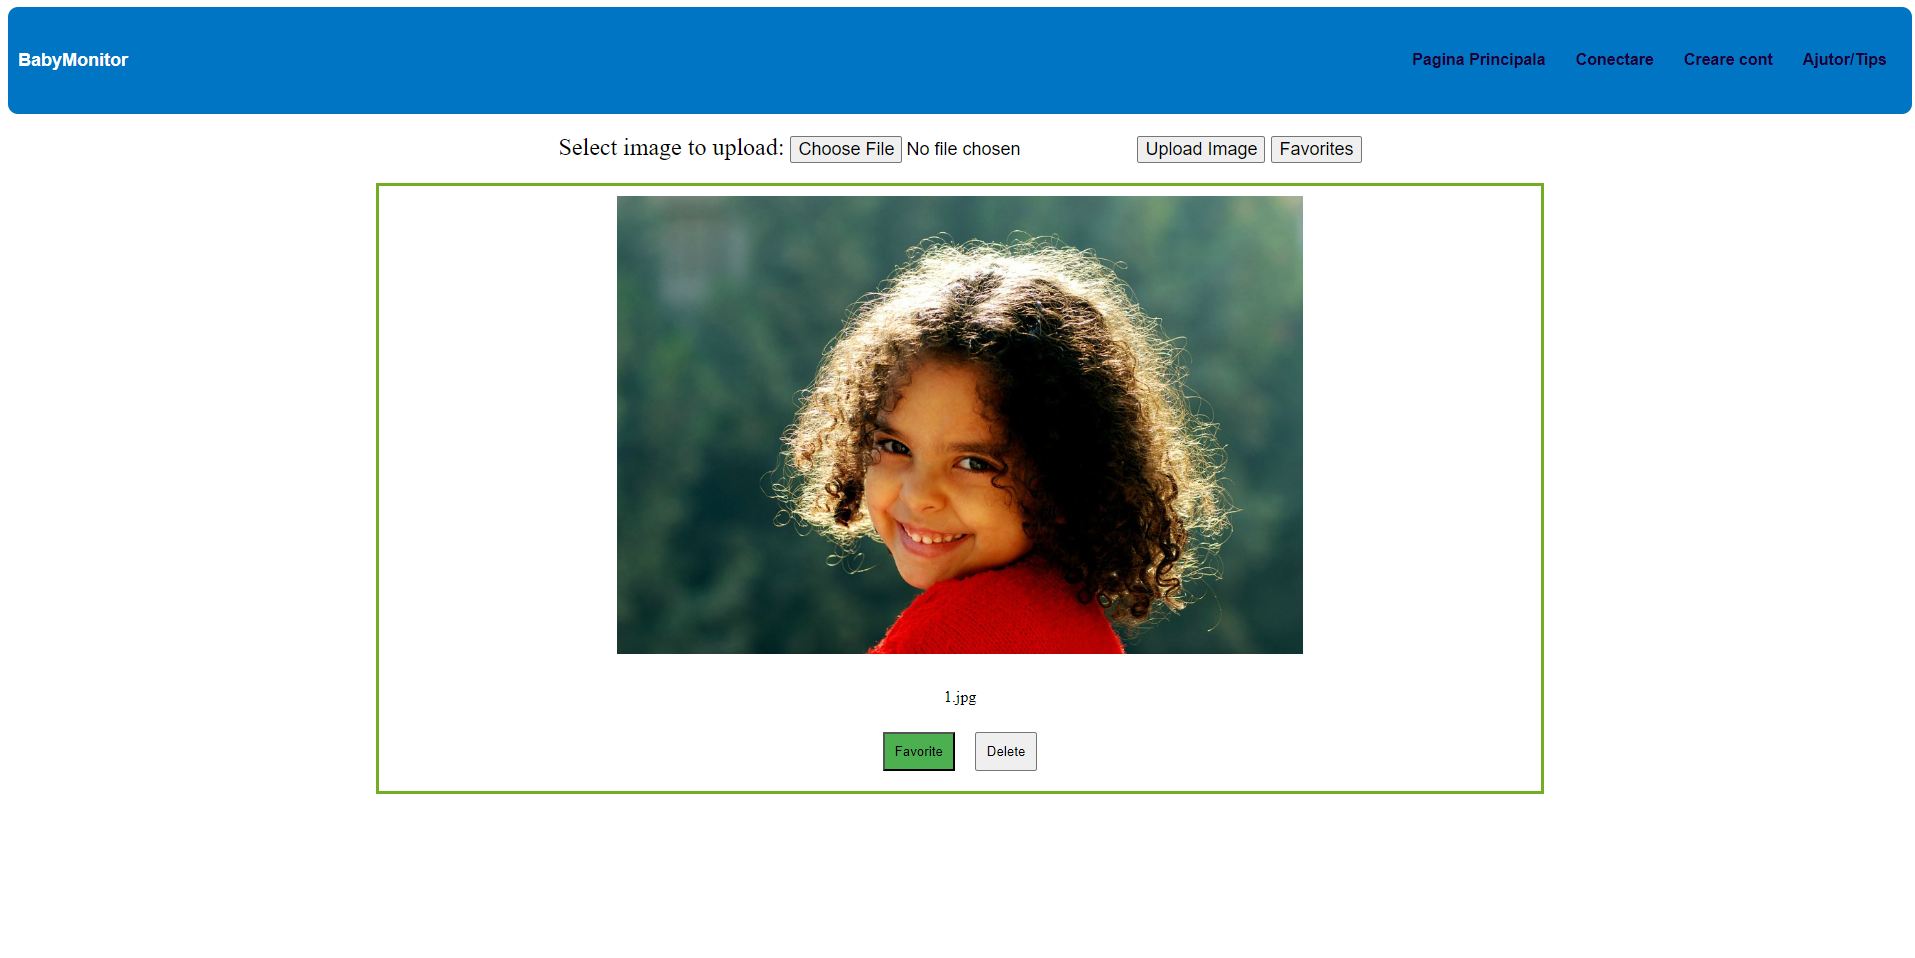 BabyMonitor Pagina Principala Conectare Creare cont Ajutor/Tips
Select image to upload: Choose File No file chosen Upload Image Favorites
1.jpg
Favorite Delete